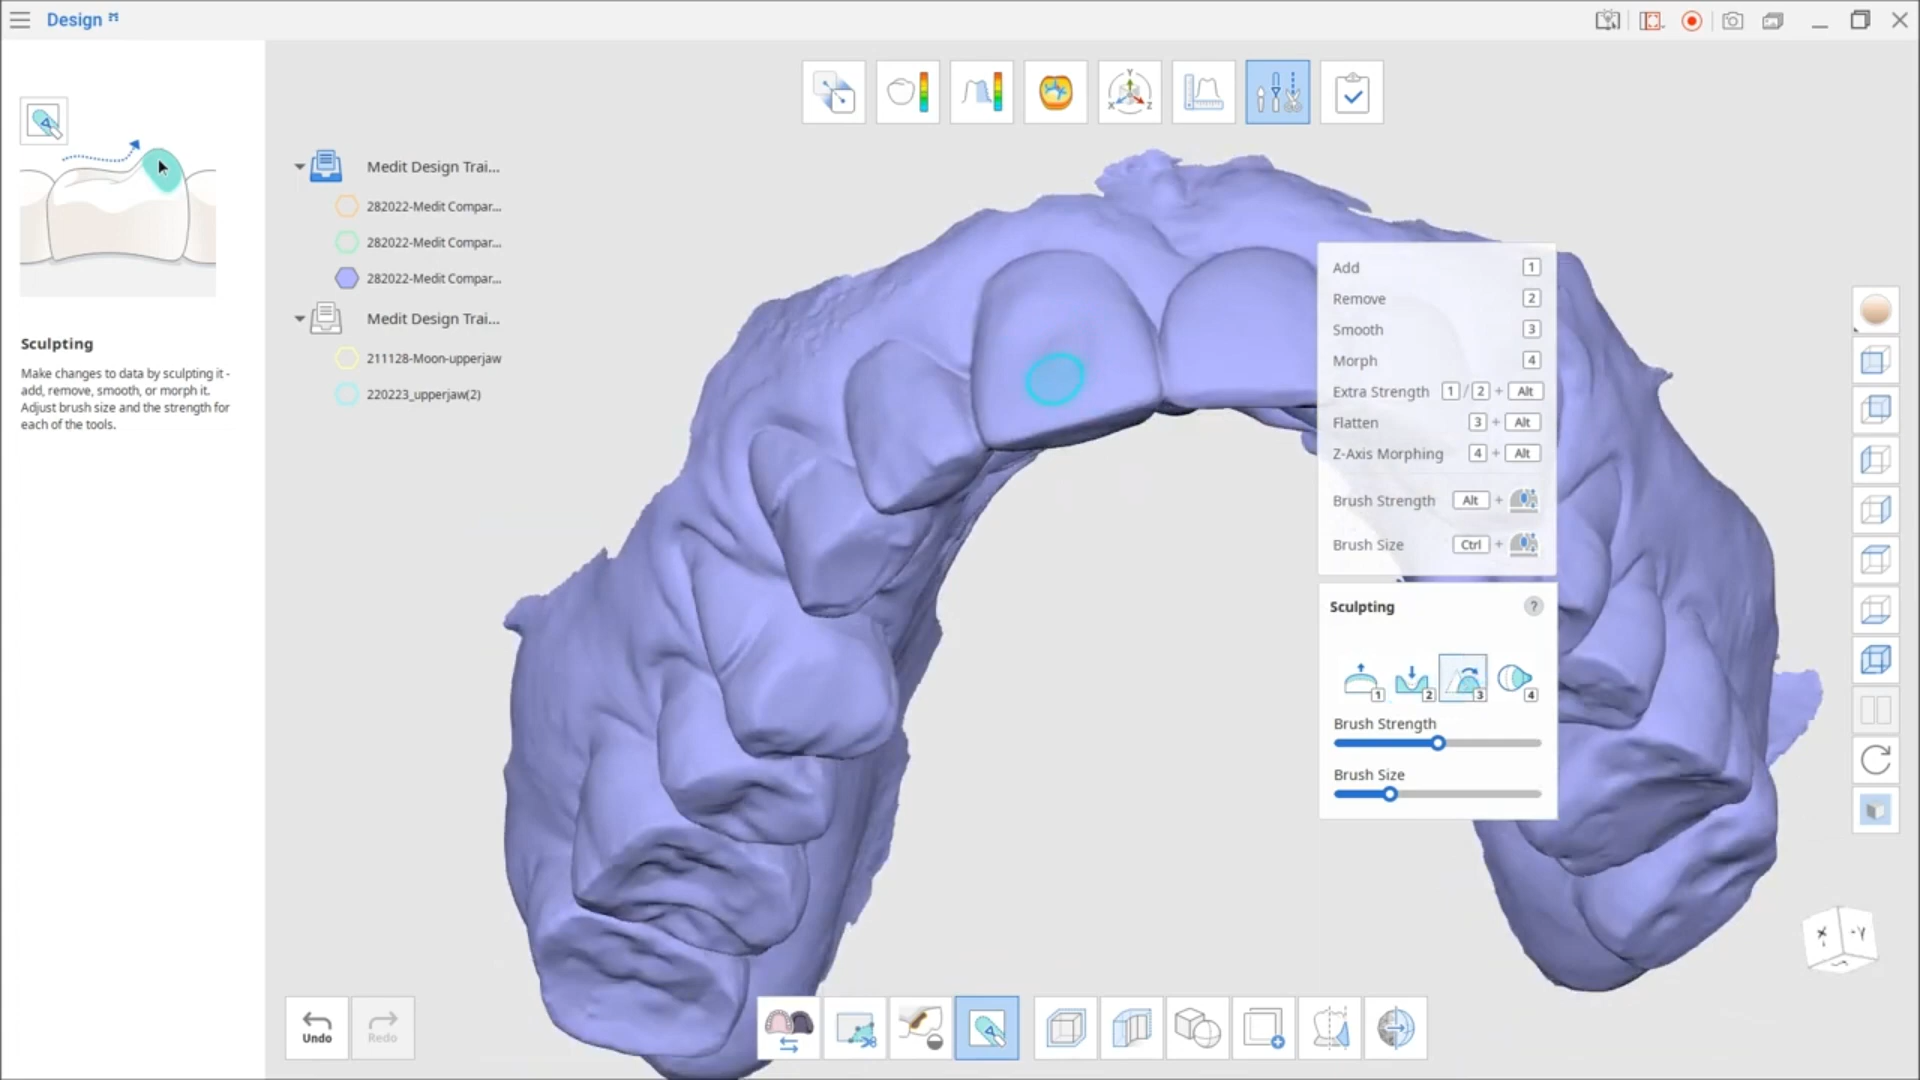 Design
Sculpting
Make changes to data by sculpting it -
add, remove, smooth, or morph it.
Adjust brush size and the strength for
each of the tools.
Medit Design Trai...
282022-Medit Compar...
282022-Medit Compar...
282022-Medit Compar...
Medit Design Trai...
211128-Moon-upperjaw
220223_upperjaw(2)
Y
X Z
Add 1
Remove 2
Smooth 3
Morph 4
Extra Strength 1 / 2 + Alt
Flatten 3 + Alt
Z-Axis Morphing 4 + Alt
Brush Strength Alt +
Brush Size Ctrl +
Sculpting ?
1 2 3 4
Brush Strength
Brush Size
X -Y
Undo Redo